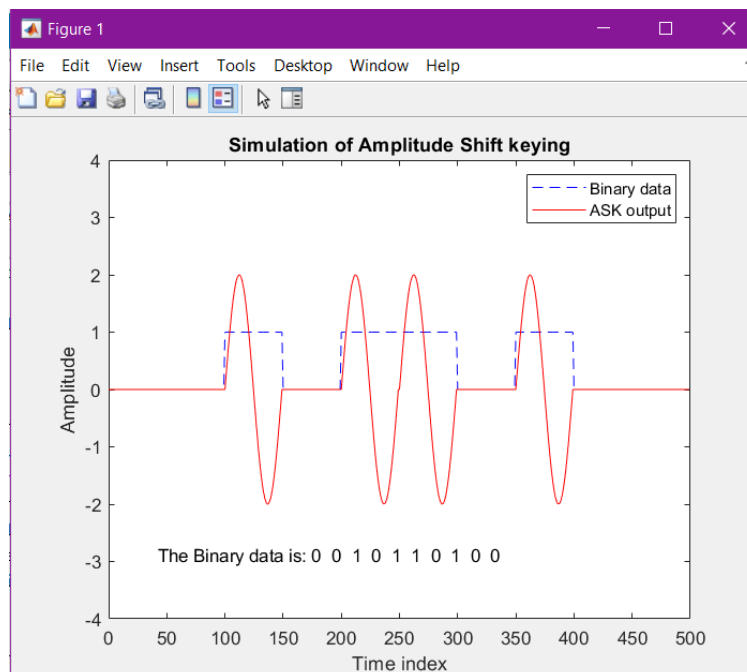 Figure 1
File Edit View Insert Tools Desktop Window Help
Simulation of Amplitude Shift keying
4
3
2
1
0
-1
-2
-3
-4
Amplitude
Binary data
ASK output
The Binary data is: 0 0 1 0 1 1 0 1 0 0
0 50 100 150 200 250 300 350 400 450 500
Time index